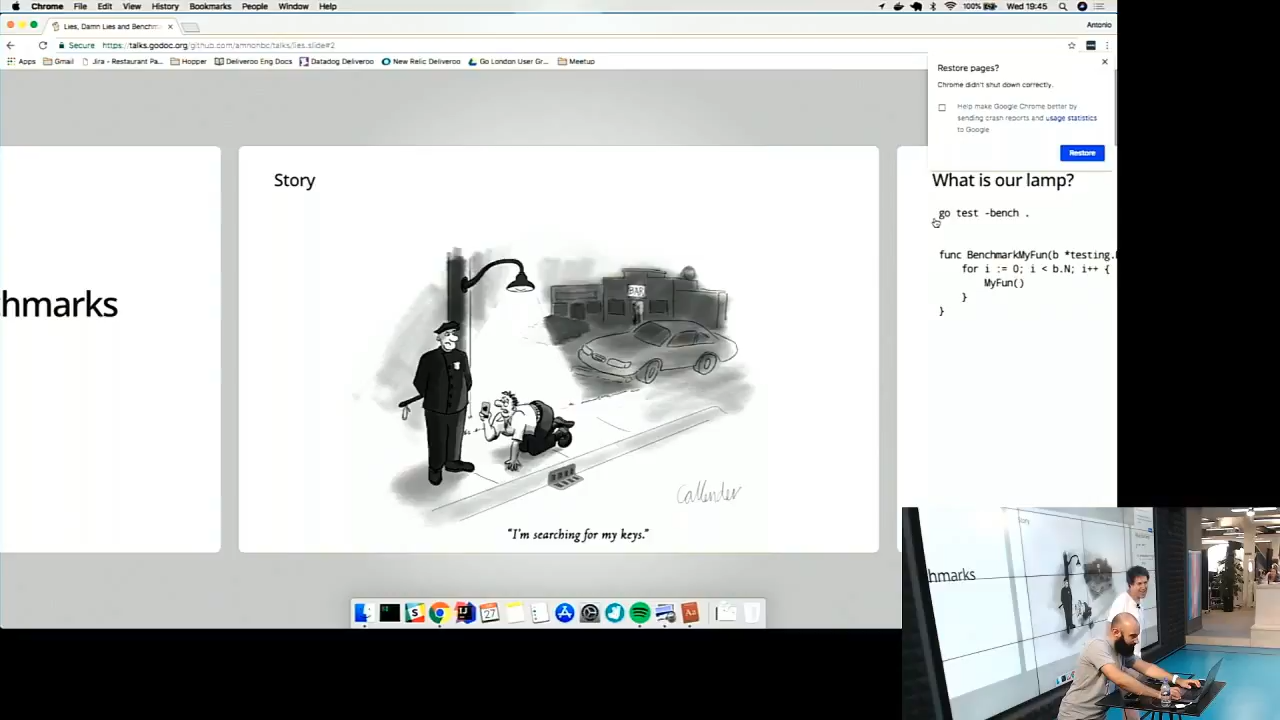 Chrome File Edit View History Bookmarks People Window Help 100% Wed 19:45
Lies, Damn Lies and Benchm
Antonio
Secure https://talks.godoc.org/github.com/amnonbc/talks/lies.slide#2
Apps Gmail Jira - Restaurant Pa... Hopper Deliveroo Eng Docs Datadog Deliveroo New Relic Deliveroo Go London User Gr... Meetup
Restore pages?
Chrome didn't shut down correctly.
Help make Google Chrome better by
sending crash reports and usage statistics
to Google
Restore
hmarks
Story
BAR
Callender
"I'm searching for my keys."
What is our lamp?
go test -bench .
func BenchmarkMyFun(b *testing.
for i := 0; i < b.N; i++ {
MyFun()
}
}
27
Story
hmarks